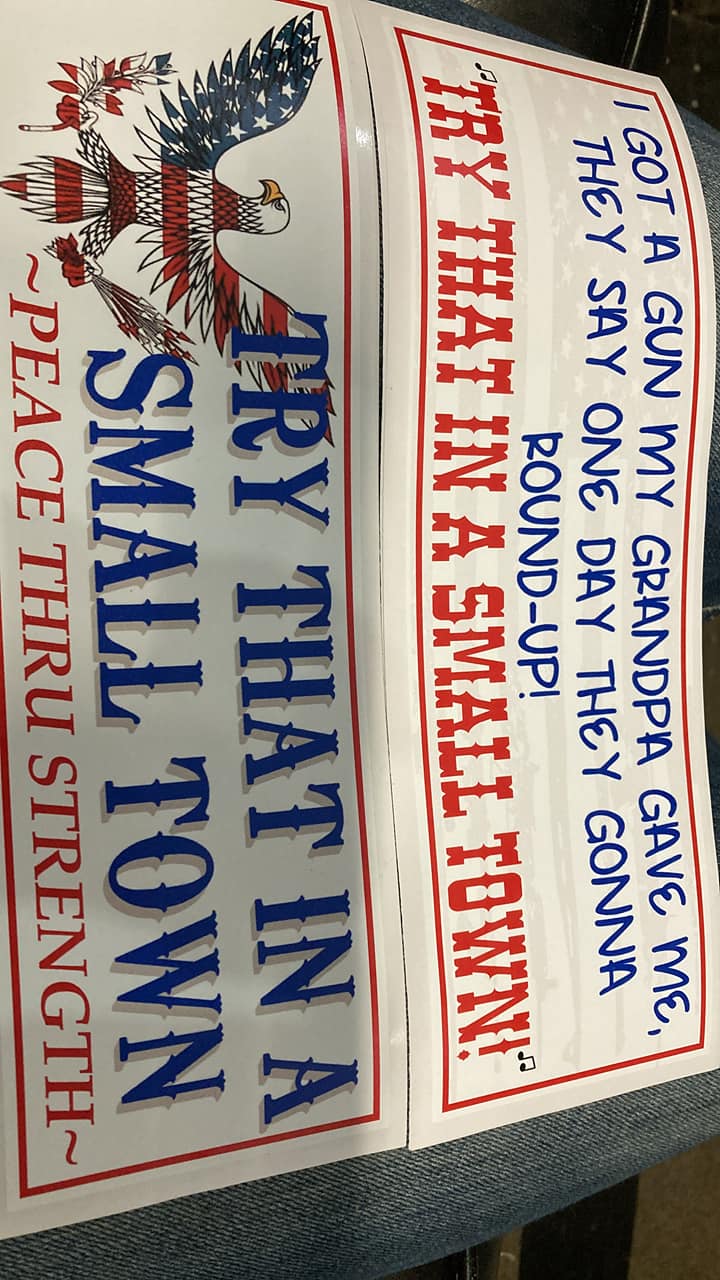 I GOT A GUN MY GRANDPA GAVE ME,
THEY SAY ONE DAY THEY GONNA
ROUND-UP!
"TRY THAT IN A SMALL TOWN!"
TRY THAT IN A
SMALL TOWN
~PEACE THRU STRENGTH~